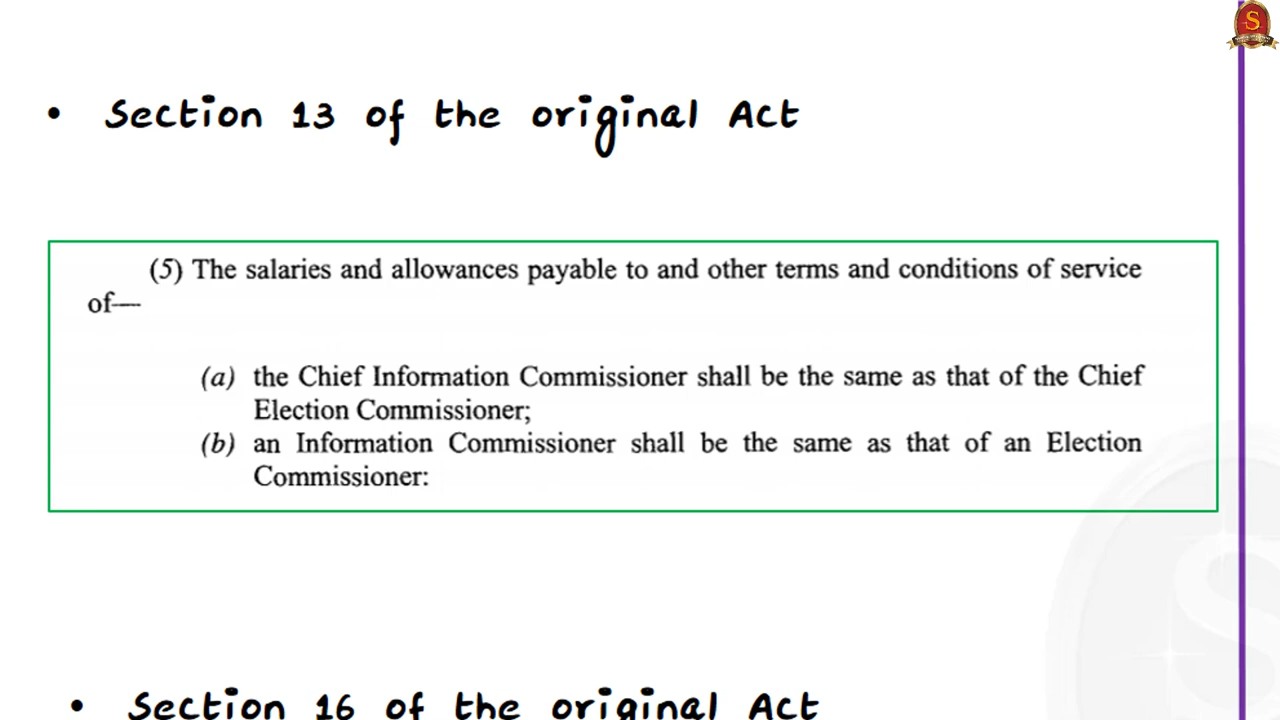 • Section 13 of the original Act
(5) The salaries and allowances payable to and other terms and conditions of service
of—
(a) the Chief Information Commissioner shall be the same as that of the Chief
Election Commissioner;
(b) an Information Commissioner shall be the same as that of an Election
Commissioner:
• Section 16 of the original Act